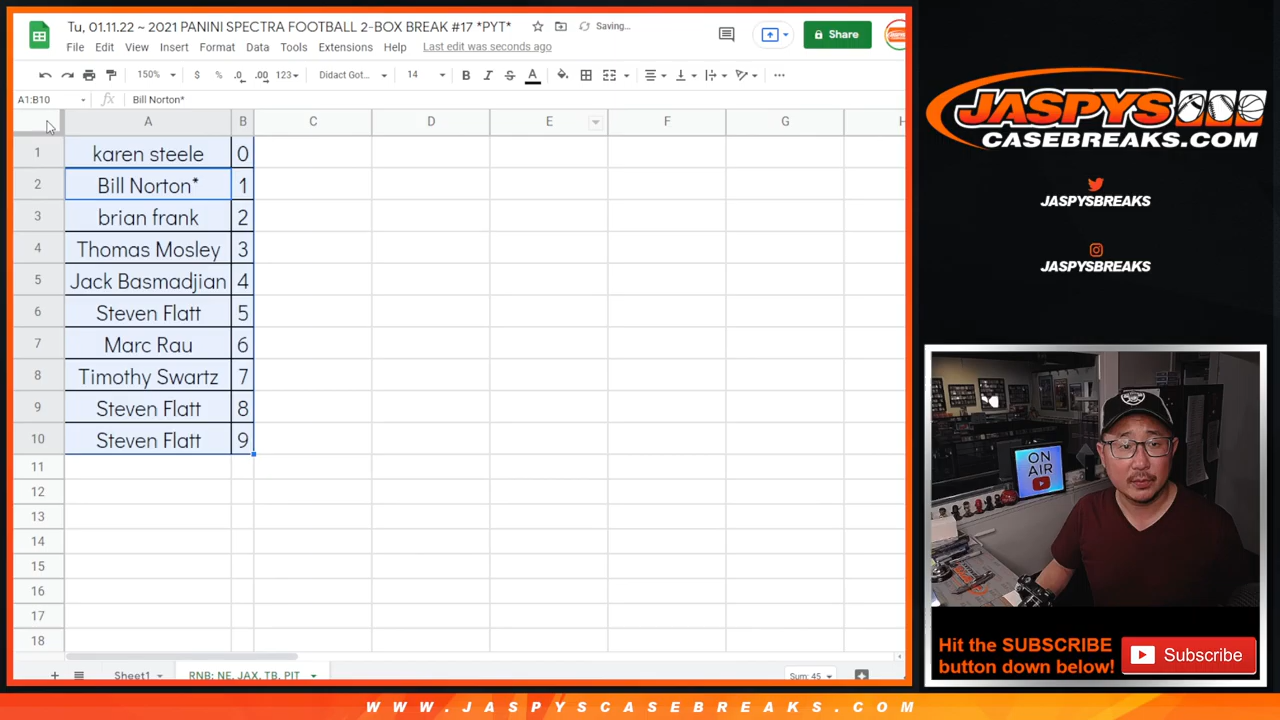 Tu, 01.11.22 ~ 2021 PANINI SPECTRA FOOTBALL 2-BOX BREAK #17 *PYT*
Saving...
File Edit View Insert Format Data Tools Extensions Help Last edit was seconds ago
Share
150% $ % .0 .00 123 Didact Got... 14 B I S A
A1:B10 fx Bill Norton*
A B C D E F G H
1 karen steele 0
2 Bill Norton* 1
3 brian frank 2
4 Thomas Mosley 3
5 Jack Basmadjian 4
6 Steven Flatt 5
7 Marc Rau 6
8 Timothy Swartz 7
9 Steven Flatt 8
10 Steven Flatt 9
11
12
13
14
15
16
17
18
Sheet1 RNB: NE, JAX, TB, PIT Sum: 45
JASPYS
CASEBREAKS.COM
JASPYSBREAKS
JASPYSBREAKS
ON
AIR
Hit the SUBSCRIBE
button down below!
Subscribe
WWW.JASPYSCASEBREAKS.COM